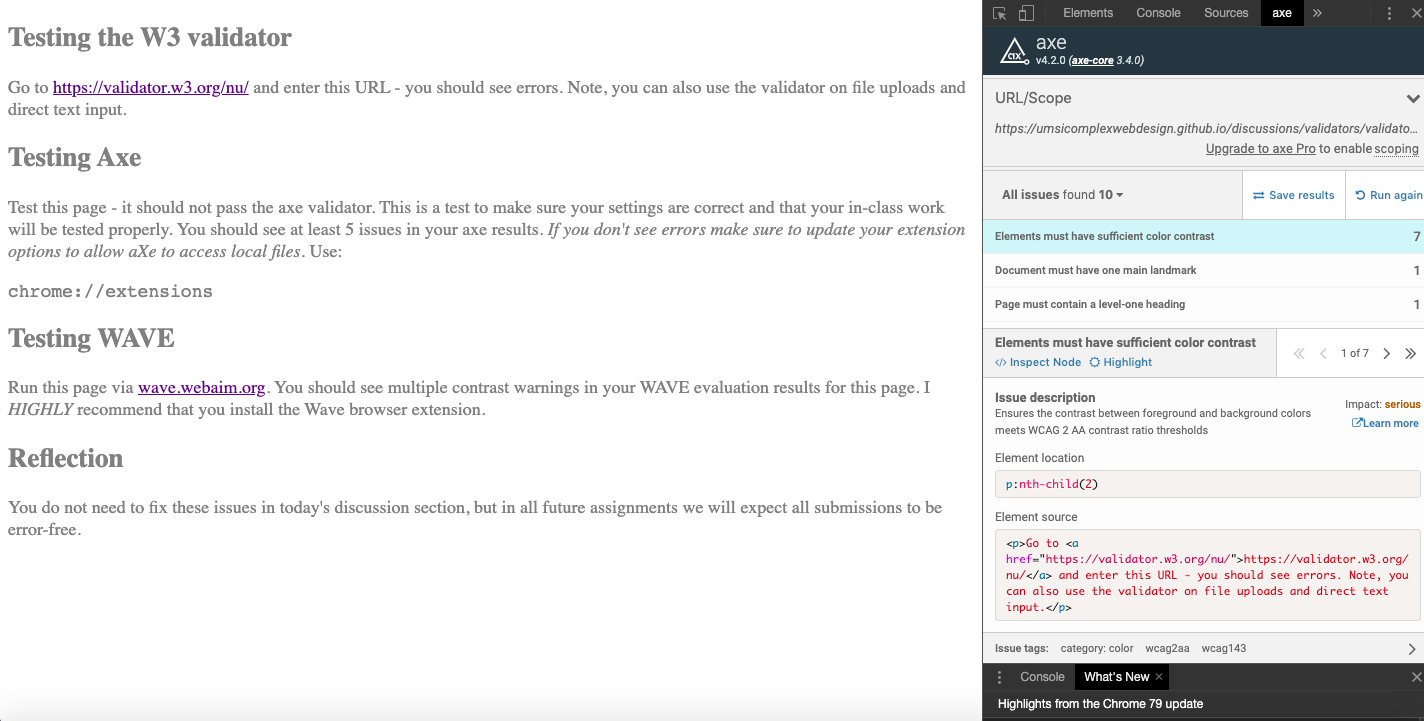 Testing the W3 validator
Go to https://validator.w3.org/nu/ and enter this URL - you should see errors. Note, you can also use the validator on file uploads and
direct text input.
Testing Axe
Test this page - it should not pass the axe validator. This is a test to make sure your settings are correct and that your in-class work
will be tested properly. You should see at least 5 issues in your axe results. If you don't see errors make sure to update your extension
options to allow aXe to access local files. Use:
chrome://extensions
Testing WAVE
Run this page via wave.webaim.org. You should see multiple contrast warnings in your WAVE evaluation results for this page. I
HIGHLY recommend that you install the Wave browser extension.
Reflection
You do not need to fix these issues in today's discussion section, but in all future assignments we will expect all submissions to be
error-free.
Elements Console Sources axe »
axe
v4.2.0 (axe-core 3.4.0)
URL/Scope
https://umsicomplexwebdesign.github.io/discussions/validators/validato...
Upgrade to axe Pro to enable scoping
All issues found 10 Save results Run again
Elements must have sufficient color contrast 7
Document must have one main landmark 1
Page must contain a level-one heading 1
Elements must have sufficient color contrast
</> Inspect Node Highlight 1 of 7
Issue description
Impact: serious
Ensures the contrast between foreground and background colors
meets WCAG 2 AA contrast ratio thresholds
Learn more
Element location
p:nth-child(2)
Element source
<p>Go to <a
href="https://validator.w3.org/nu/">https://validator.w3.org/
nu/</a> and enter this URL - you should see errors. Note, you
can also use the validator on file uploads and direct text
input.</p>
Issue tags: category: color wcag2aa wcag143
Console What's New ×
Highlights from the Chrome 79 update